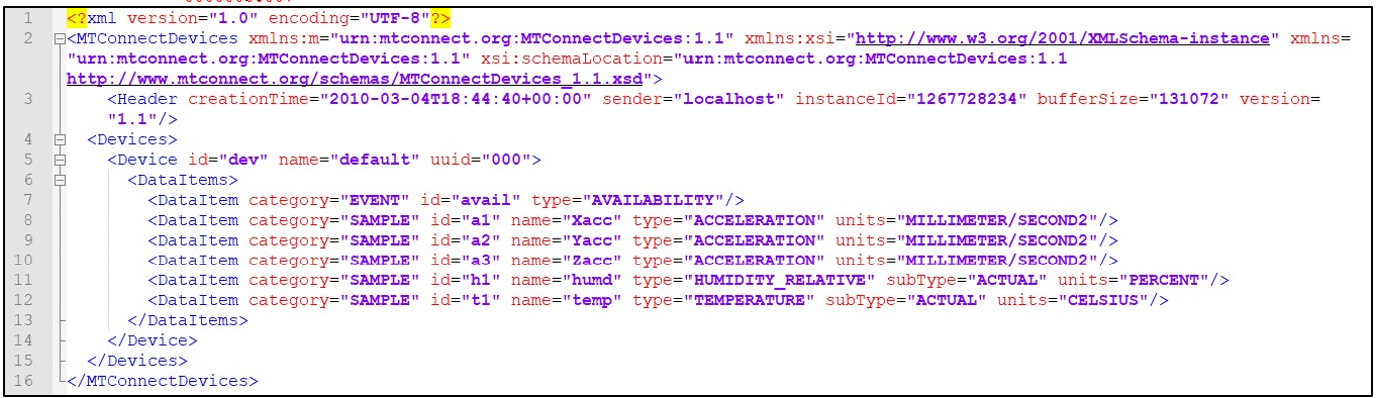 1 <?xml version="1.0" encoding="UTF-8"?>
2 <MTConnectDevices xmlns:m="urn:mtconnect.org:MTConnectDevices:1.1" xmlns:xsi="http://www.w3.org/2001/XMLSchema-instance" xmlns=
"urn:mtconnect.org:MTConnectDevices:1.1" xsi:schemaLocation="urn:mtconnect.org:MTConnectDevices:1.1
http://www.mtconnect.org/schemas/MTConnectDevices_1.1.xsd">
3 <Header creationTime="2010-03-04T18:44:40+00:00" sender="localhost" instanceId="1267728234" bufferSize="131072" version=
"1.1"/>
4 <Devices>
5 <Device id="dev" name="default" uuid="000">
6 <DataItems>
7 <DataItem category="EVENT" id="avail" type="AVAILABILITY"/>
8 <DataItem category="SAMPLE" id="a1" name="Xacc" type="ACCELERATION" units="MILLIMETER/SECOND2"/>
9 <DataItem category="SAMPLE" id="a2" name="Yacc" type="ACCELERATION" units="MILLIMETER/SECOND2"/>
10 <DataItem category="SAMPLE" id="a3" name="Zacc" type="ACCELERATION" units="MILLIMETER/SECOND2"/>
11 <DataItem category="SAMPLE" id="h1" name="humd" type="HUMIDITY_RELATIVE" subType="ACTUAL" units="PERCENT"/>
12 <DataItem category="SAMPLE" id="t1" name="temp" type="TEMPERATURE" subType="ACTUAL" units="CELSIUS"/>
13 </DataItems>
14 </Device>
15 </Devices>
16 </MTConnectDevices>